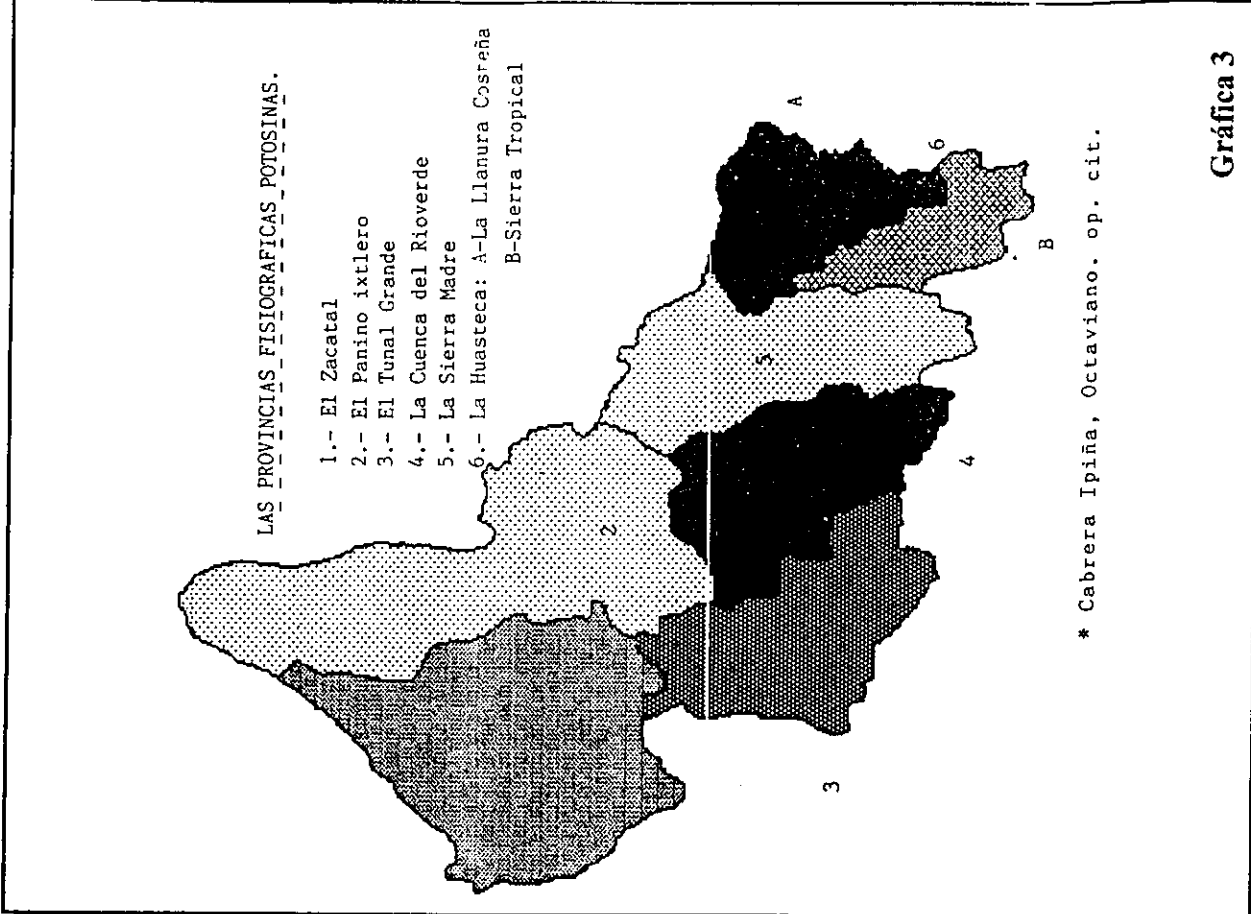 LAS PROVINCIAS FISIOGRAFICAS POTOSINAS.
1.- El Zacatal
2.- El Panino ixtlero
3.- El Tunal Grande
4.- La Cuenca del Rioverde
5.- La Sierra Madre
6.- La Huasteca: A-La Llanura Costeña
B-Sierra Tropical
2
3
4
5
6
A
B
* Cabrera Ipiña, Octaviano. op. cit.
Gráfica 3